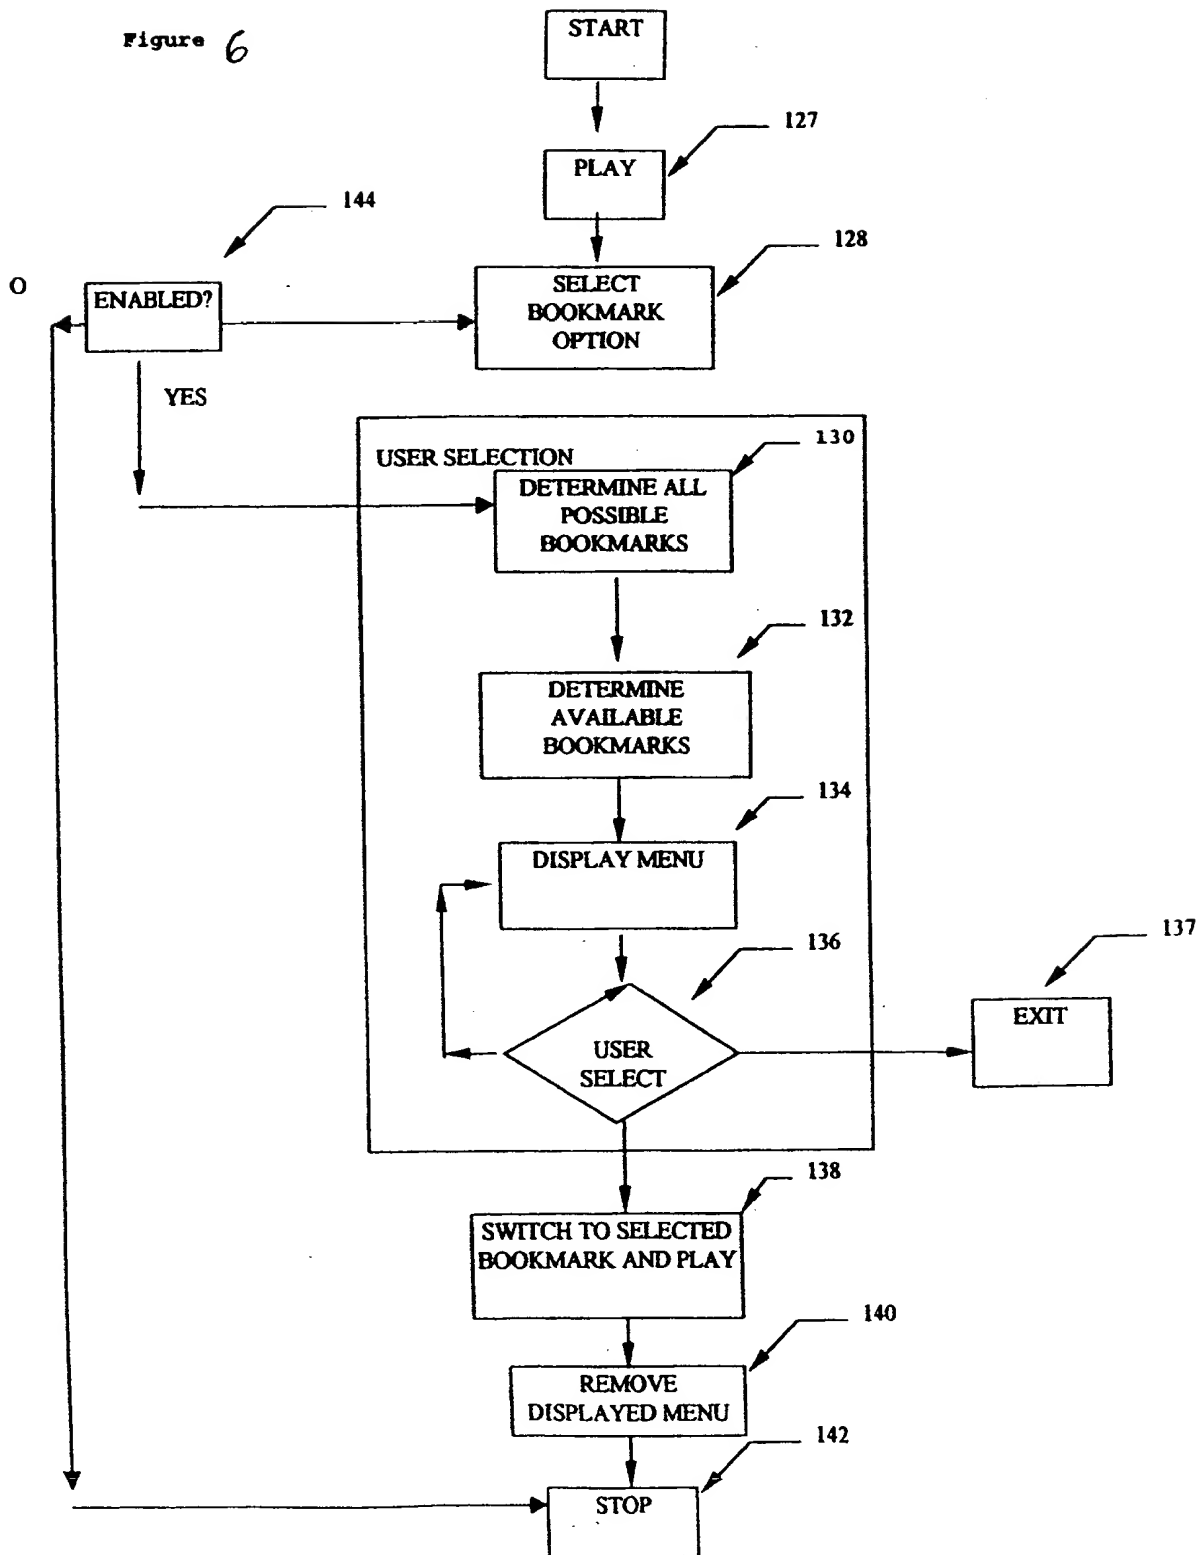 Figure 6
START
127
PLAY
144
128
O
ENABLED?
SELECT
BOOKMARK
OPTION
YES
130
USER SELECTION
DETERMINE ALL
POSSIBLE
BOOKMARKS
132
DETERMINE
AVAILABLE
BOOKMARKS
134
DISPLAY MENU
136
137
EXIT
USER
SELECT
138
SWITCH TO SELECTED
BOOKMARK AND PLAY
140
REMOVE
DISPLAYED MENU
142
STOP